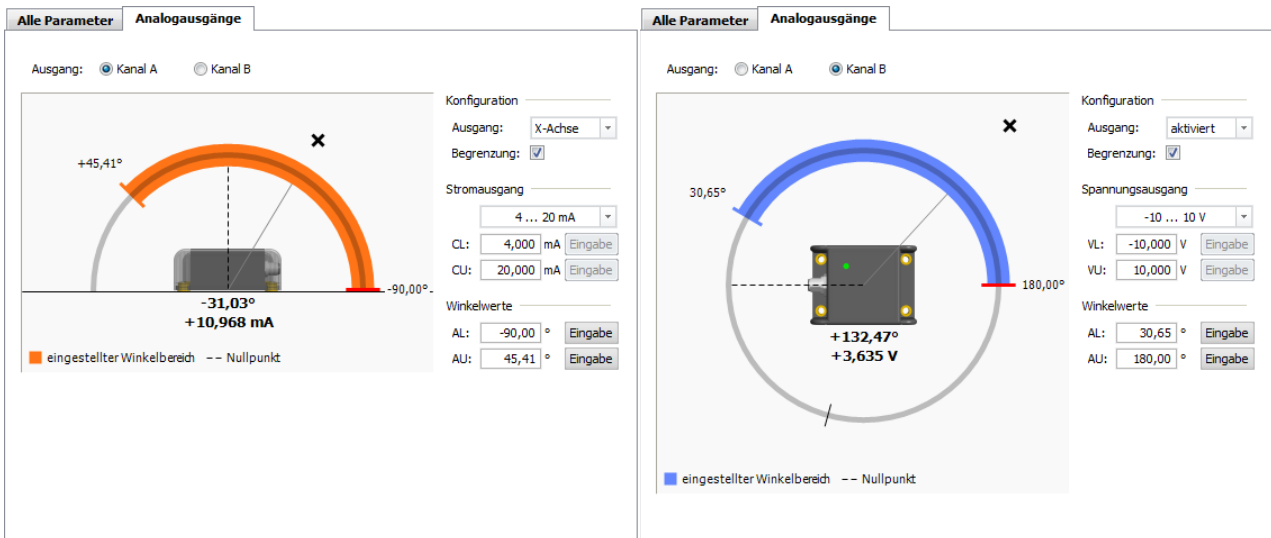 Alle Parameter
Analogausgänge
Ausgang: Kanal A Kanal B
Konfiguration
Ausgang: X-Achse
Begrenzung:
+45,41°
Stromausgang
4 ... 20 mA
CL: 4,000 mA Eingabe
CU: 20,000 mA Eingabe
-90,00°
-31,03°
+10,968 mA
Winkelwerte
AL: -90,00 ° Eingabe
AU: 45,41 ° Eingabe
eingestellter Winkelbereich -- Nullpunkt
Alle Parameter
Analogausgänge
Ausgang: Kanal A Kanal B
Konfiguration
Ausgang: aktiviert
Begrenzung:
30,65°
Spannungsausgang
-10 ... 10 V
VL: -10,000 V Eingabe
VU: 10,000 V Eingabe
180,00°
Winkelwerte
AL: 30,65 ° Eingabe
AU: 180,00 ° Eingabe
+132,47°
+3,635 V
eingestellter Winkelbereich -- Nullpunkt